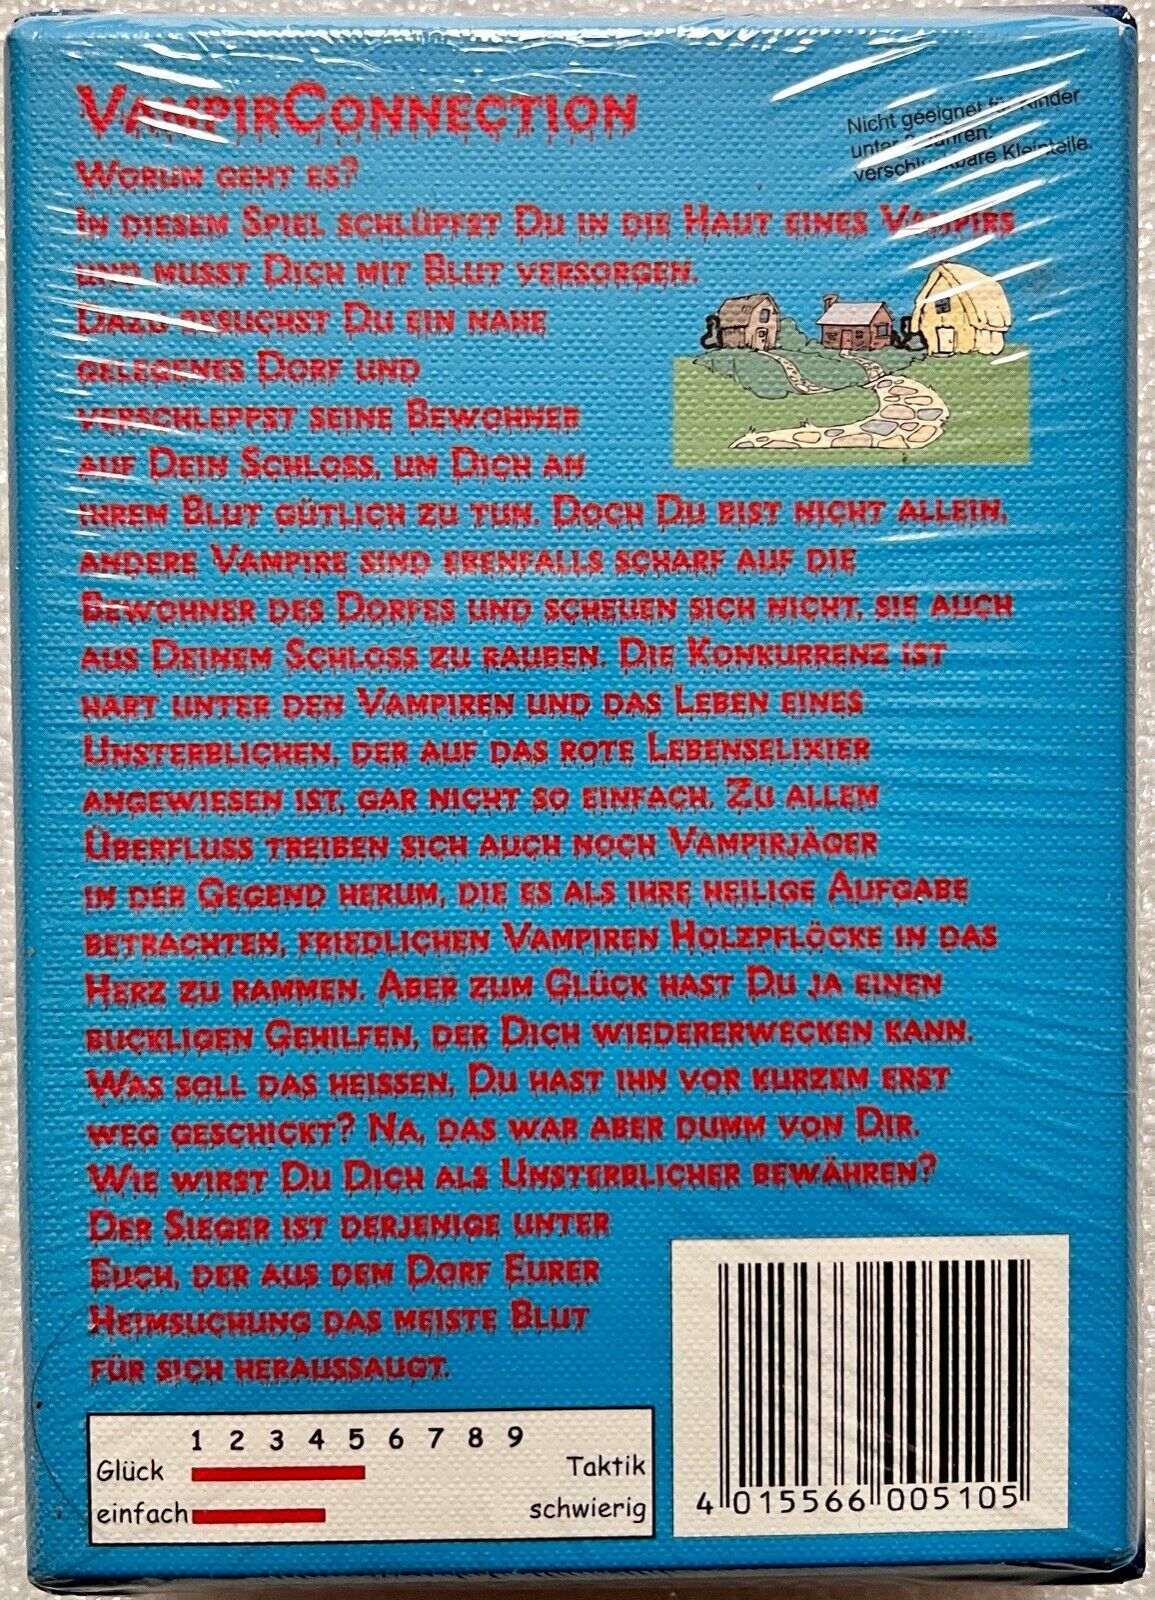 VampirConnection
Nicht geeignet für Kinder
unter 3 Jahren,
verschluckbare Kleinteile.
Worum geht es?
In diesem Spiel schlüpfst Du in die Haut eines Vampirs
und musst Dich mit Blut versorgen.
Dazu besuchst Du ein nahe
gelegenes Dorf und
verschleppst seine Bewohner
auf Dein Schloss, um Dich an
ihrem Blut gütlich zu tun. Doch Du bist nicht allein,
andere Vampire sind ebenfalls scharf auf die
Bewohner des Dorfes und scheuen sich nicht, sie auch
aus Deinem Schloss zu rauben. Die Konkurrenz ist
hart unter den Vampiren und das Leben eines
Unsterblichen, der auf das rote Lebenselixier
angewiesen ist, gar nicht so einfach. Zu allem
Überfluss treiben sich auch noch Vampirjäger
in der Gegend herum, die es als ihre heilige Aufgabe
betrachten, friedlichen Vampiren Holzpflöcke in das
Herz zu rammen. Aber zum Glück hast Du ja einen
buckligen Gehilfen, der Dich wiedererwecken kann.
Was soll das heissen, Du hast ihn vor kurzem erst
weg geschickt? Na, das war aber dumm von Dir.
Wie wirst Du Dich als Unsterblicher bewähren?
Der Sieger ist derjenige unter
Euch, der aus dem Dorf Eurer
Heimsuchung das meiste Blut
für sich heraussaugt.
1 2 3 4 5 6 7 8 9
Glück Taktik
einfach schwierig
4 015566 005105